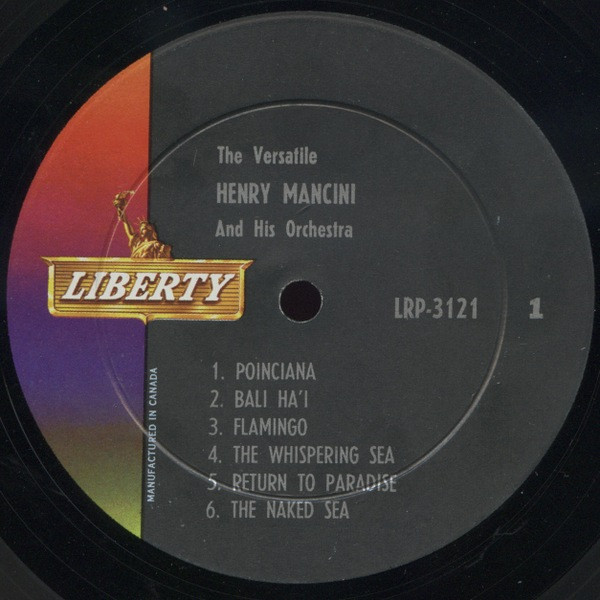 The Versatile
HENRY MANCINI
And His Orchestra
LIBERTY
LRP-3121 1
1. POINCIANA
2. BALI HA'I
3. FLAMINGO
4. THE WHISPERING SEA
5. RETURN TO PARADISE
6. THE NAKED SEA
MANUFACTURED IN CANADA